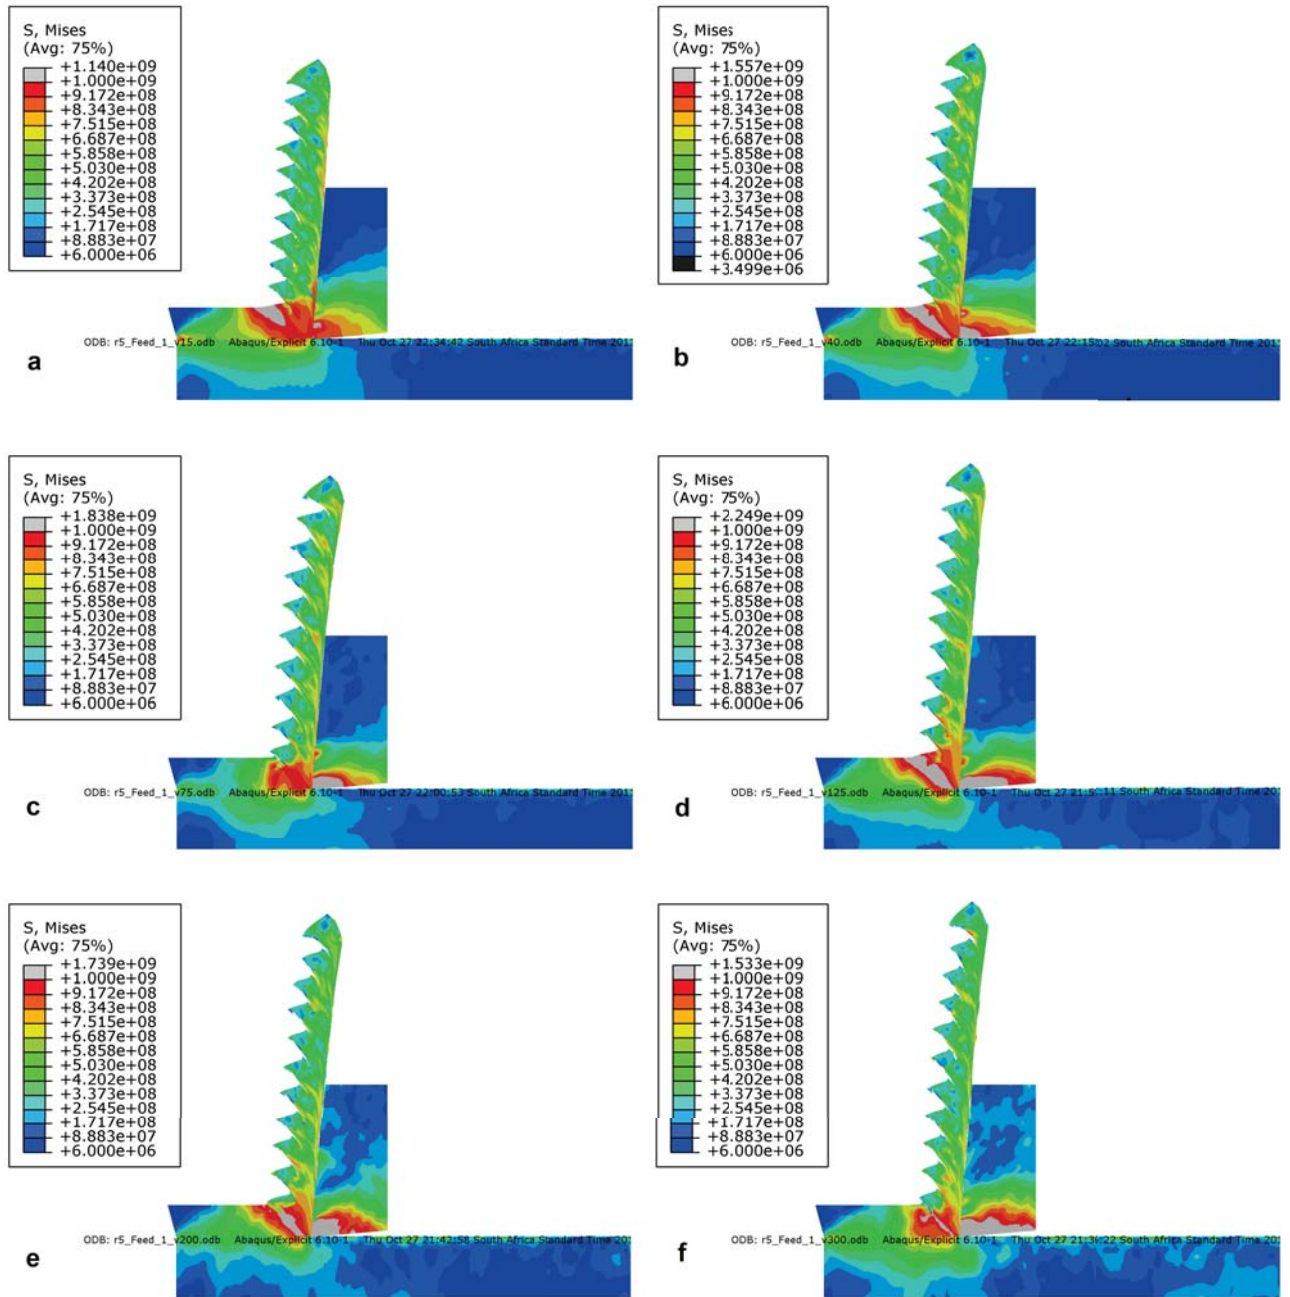 S, Mises
(Avg: 75%)
+1.140e+09
+1.000e+09
+9.172e+08
+8.343e+08
+7.515e+08
+6.687e+08
+5.858e+08
+5.030e+08
+4.202e+08
+3.373e+08
+2.545e+08
+1.717e+08
+8.883e+07
+6.000e+06
ODB: r5_Feed_1_v15.odb Abaqus/Explicit 6.10-1 Thu Oct 27 22:34:42 South Africa Standard Time 201
a
S, Mises
(Avg: 75%)
+1.557e+09
+1.000e+09
+9.172e+08
+8.343e+08
+7.515e+08
+6.687e+08
+5.858e+08
+5.030e+08
+4.202e+08
+3.373e+08
+2.545e+08
+1.717e+08
+8.883e+07
+6.000e+06
+3.499e+06
ODB: r5_Feed_1_v40.odb Abaqus/Explicit 6.10-1 Thu Oct 27 22:15:02 South Africa Standard Time 201
b
S, Mises
(Avg: 75%)
+1.838e+09
+1.000e+09
+9.172e+08
+8.343e+08
+7.515e+08
+6.687e+08
+5.858e+08
+5.030e+08
+4.202e+08
+3.373e+08
+2.545e+08
+1.717e+08
+8.883e+07
+6.000e+06
ODB: r5_Feed_1_v75.odb Abaqus/Explicit 6.10-1 Thu Oct 27 22:00:53 South Africa Standard Time 201
c
S, Mises
(Avg: 75%)
+2.249e+09
+1.000e+09
+9.172e+08
+8.343e+08
+7.515e+08
+6.687e+08
+5.858e+08
+5.030e+08
+4.202e+08
+3.373e+08
+2.545e+08
+1.717e+08
+8.883e+07
+6.000e+06
ODB: r5_Feed_1_v125.odb Abaqus/Explicit 6.10-1 Thu Oct 27 South Africa Standard Time 20
d
S, Mises
(Avg: 75%)
+1.739e+09
+1.000e+09
+9.172e+08
+8.343e+08
+7.515e+08
+6.687e+08
+5.858e+08
+5.030e+08
+4.202e+08
+3.373e+08
+2.545e+08
+1.717e+08
+8.883e+07
+6.000e+06
ODB: r5_Feed_1_v200.odb Abaqus/Explicit 6.10-1 Thu Oct 27 21:42:58 South Africa Standard Time 20
e
S, Mises
(Avg: 75%)
+1.533e+09
+1.000e+09
+9.172e+08
+8.343e+08
+7.515e+08
+6.687e+08
+5.858e+08
+5.030e+08
+4.202e+08
+3.373e+08
+2.545e+08
+1.717e+08
+8.883e+07
+6.000e+06
ODB: r5_Feed_1_v300.odb Abaqus/Explicit 6.10-1 Thu Oct 27 South Africa Standard Time 20
f